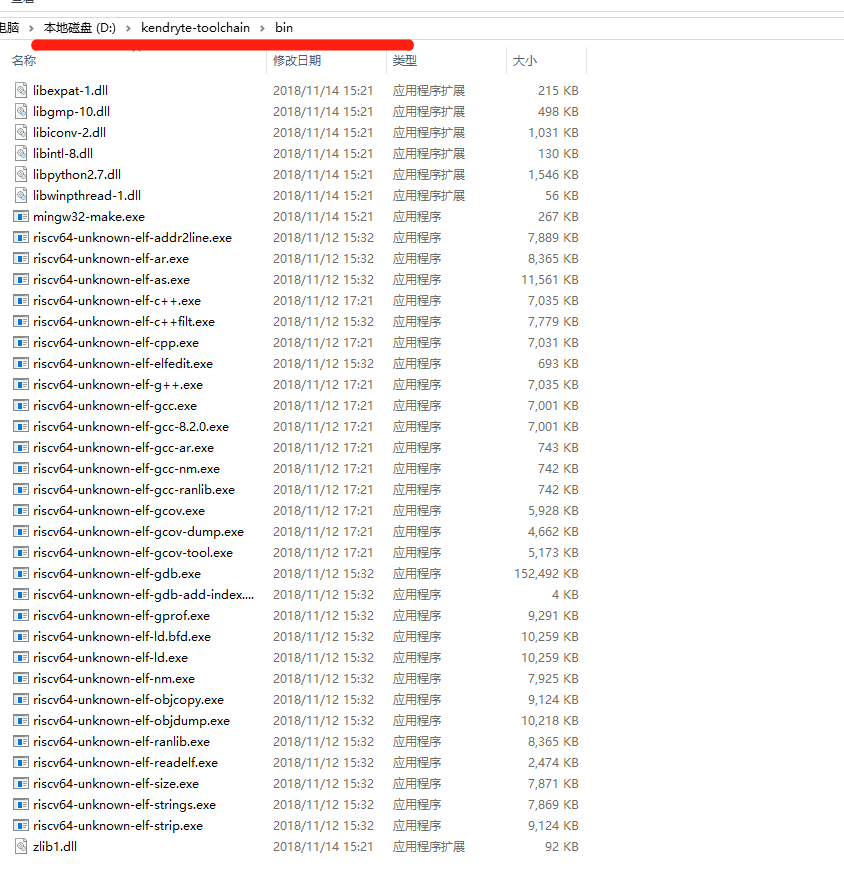 电脑 › 本地磁盘 (D:) › kendryte-toolchain › bin
名称 修改日期 类型 大小
libexpat-1.dll 2018/11/14 15:21 应用程序扩展 215 KB
libgmp-10.dll 2018/11/14 15:21 应用程序扩展 498 KB
libiconv-2.dll 2018/11/14 15:21 应用程序扩展 1,031 KB
libintl-8.dll 2018/11/14 15:21 应用程序扩展 130 KB
libpython2.7.dll 2018/11/14 15:21 应用程序扩展 1,546 KB
libwinpthread-1.dll 2018/11/14 15:21 应用程序扩展 56 KB
mingw32-make.exe 2018/11/14 15:21 应用程序 267 KB
riscv64-unknown-elf-addr2line.exe 2018/11/12 15:32 应用程序 7,889 KB
riscv64-unknown-elf-ar.exe 2018/11/12 15:32 应用程序 8,365 KB
riscv64-unknown-elf-as.exe 2018/11/12 15:32 应用程序 11,561 KB
riscv64-unknown-elf-c++.exe 2018/11/12 17:21 应用程序 7,035 KB
riscv64-unknown-elf-c++filt.exe 2018/11/12 15:32 应用程序 7,779 KB
riscv64-unknown-elf-cpp.exe 2018/11/12 17:21 应用程序 7,031 KB
riscv64-unknown-elf-elfedit.exe 2018/11/12 15:32 应用程序 693 KB
riscv64-unknown-elf-g++.exe 2018/11/12 17:21 应用程序 7,035 KB
riscv64-unknown-elf-gcc.exe 2018/11/12 17:21 应用程序 7,001 KB
riscv64-unknown-elf-gcc-8.2.0.exe 2018/11/12 17:21 应用程序 7,001 KB
riscv64-unknown-elf-gcc-ar.exe 2018/11/12 17:21 应用程序 743 KB
riscv64-unknown-elf-gcc-nm.exe 2018/11/12 17:21 应用程序 742 KB
riscv64-unknown-elf-gcc-ranlib.exe 2018/11/12 17:21 应用程序 742 KB
riscv64-unknown-elf-gcov.exe 2018/11/12 17:21 应用程序 5,928 KB
riscv64-unknown-elf-gcov-dump.exe 2018/11/12 17:21 应用程序 4,662 KB
riscv64-unknown-elf-gcov-tool.exe 2018/11/12 17:21 应用程序 5,173 KB
riscv64-unknown-elf-gdb.exe 2018/11/12 15:32 应用程序 152,492 KB
riscv64-unknown-elf-gdb-add-index.... 2018/11/12 15:32 应用程序 4 KB
riscv64-unknown-elf-gprof.exe 2018/11/12 15:32 应用程序 9,291 KB
riscv64-unknown-elf-ld.bfd.exe 2018/11/12 15:32 应用程序 10,259 KB
riscv64-unknown-elf-ld.exe 2018/11/12 15:32 应用程序 10,259 KB
riscv64-unknown-elf-nm.exe 2018/11/12 15:32 应用程序 7,925 KB
riscv64-unknown-elf-objcopy.exe 2018/11/12 15:32 应用程序 9,124 KB
riscv64-unknown-elf-objdump.exe 2018/11/12 15:32 应用程序 10,218 KB
riscv64-unknown-elf-ranlib.exe 2018/11/12 15:32 应用程序 8,365 KB
riscv64-unknown-elf-readelf.exe 2018/11/12 15:32 应用程序 2,474 KB
riscv64-unknown-elf-size.exe 2018/11/12 15:32 应用程序 7,871 KB
riscv64-unknown-elf-strings.exe 2018/11/12 15:32 应用程序 7,869 KB
riscv64-unknown-elf-strip.exe 2018/11/12 15:32 应用程序 9,124 KB
zlib1.dll 2018/11/14 15:21 应用程序扩展 92 KB